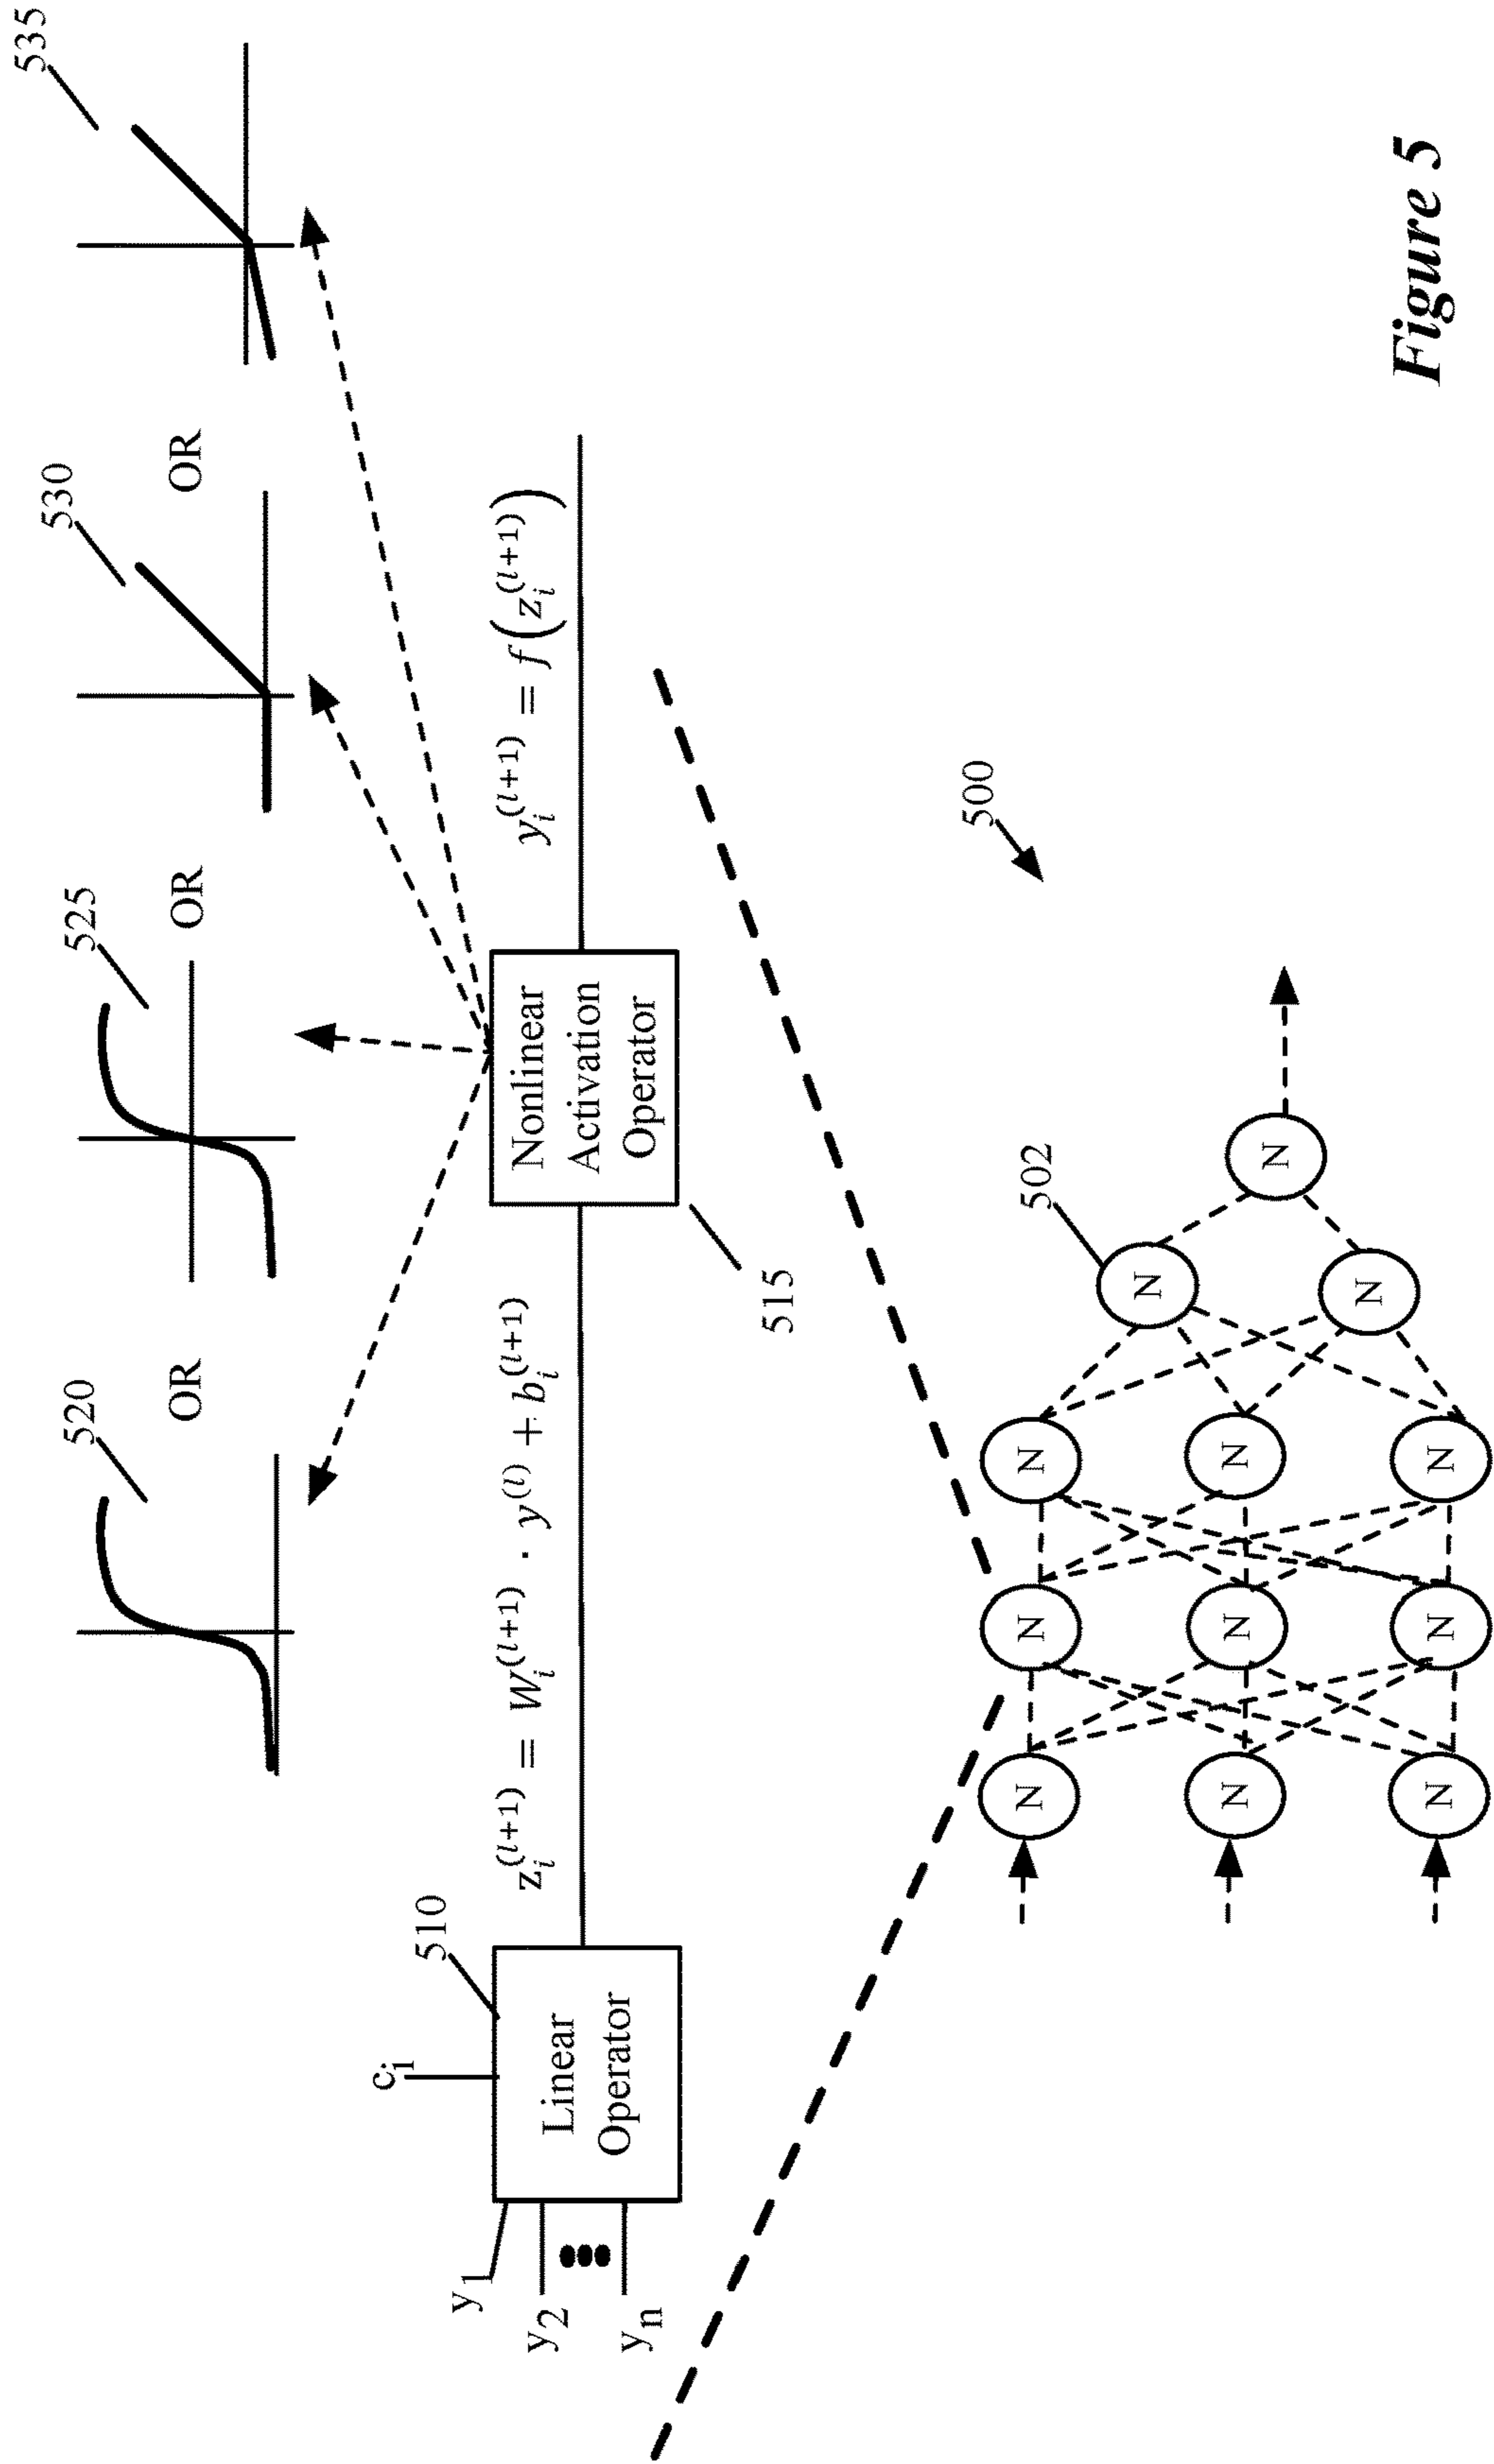 520
OR
525
OR
530
OR
535
c_i
510
y_1
y_2
y_n
Linear
Operator
z_i^{(l+1)} = W_i^{(l+1)} · y^{(l)} + b_i^{(l+1)}
Nonlinear
Activation
Operator
515
y_i^{(l+1)} = f(z_i^{(l+1)})
500
502
N
N
N
N
N
N
N
N
N
N
N
N
Figure 5